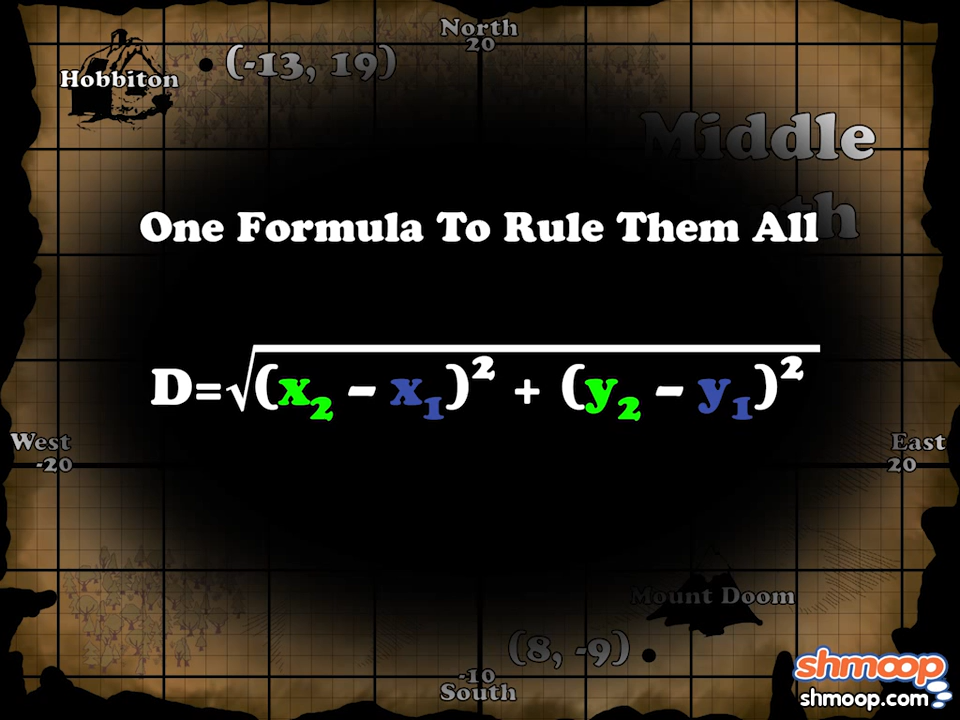 North
20
Hobbiton
(-13, 19)
Middle
th
One Formula To Rule Them All
D=√(x₂ – x₁)² + (y₂ – y₁)²
West
-20
East
20
Mount Doom
(8, -9)
-10
South
shmoop
shmoop.com